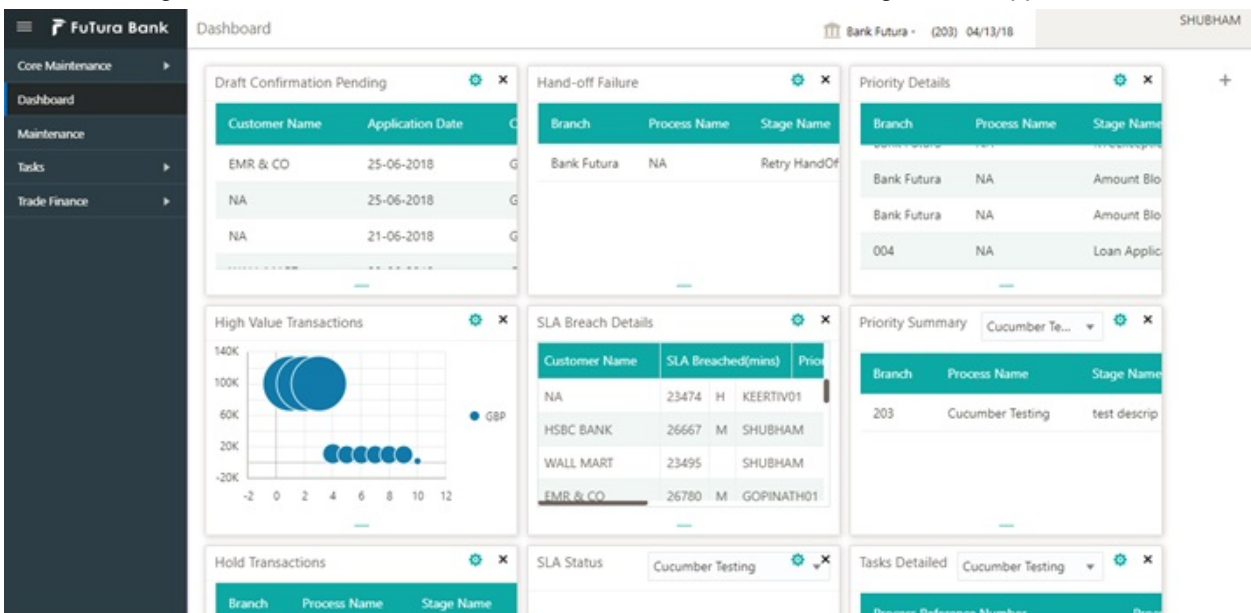 FuTura Bank
Dashboard
Bank Futura - (203) 04/13/18
SHUBHAM
Core Maintenance
Dashboard
Maintenance
Tasks
Trade Finance
Draft Confirmation Pending
Customer Name Application Date
EMR & CO 25-06-2018 G
NA 25-06-2018 G
NA 21-06-2018 G
Hand-off Failure
Branch Process Name Stage Name
Bank Futura NA Retry HandOf
Priority Details
Branch Process Name Stage Name
Bank Futura NA Amount Blo
Bank Futura NA Amount Blo
004 NA Loan Applic
High Value Transactions
140K
100K
60K
20K
-20K
-2 0 2 4 6 8 10 12
GBP
SLA Breach Details
Customer Name SLA Breached(mins) Prior
NA 23474 H KEERTIV01
HSBC BANK 26667 M SHUBHAM
WALL MART 23495 SHUBHAM
EMR & CO 26780 M GOPINATH01
Priority Summary Cucumber Te...
Branch Process Name Stage Name
203 Cucumber Testing test descrip
Hold Transactions
Branch Process Name Stage Name
SLA Status Cucumber Testing
Tasks Detailed Cucumber Testing